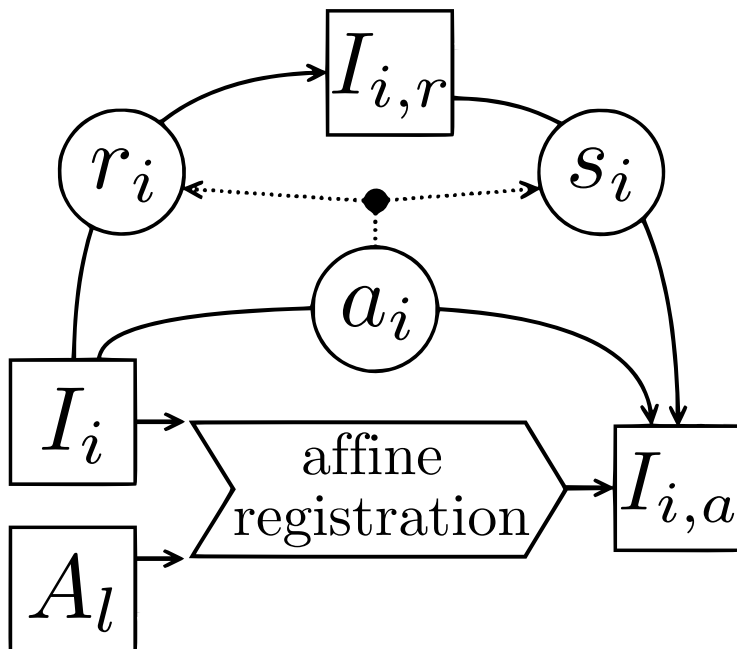 I_{i,r}
r_i
s_i
a_i
I_i
affine
registration
I_{i,a}
A_l